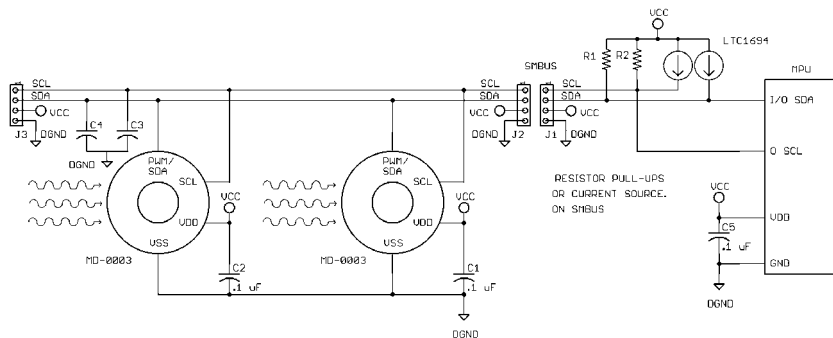 VCC
LTC1694
R1
R2
SMBUS
MPU
SCL
SDA
VCC
DGND
J3
C4
C3
DGND
SCL
SDA
VCC
DGND
J2
J1
VCC
DGND
I/O SDA
O SCL
PWM/
SDA
SCL
VDD
VSS
MD-0003
VCC
C2
.1 uF
PWM/
SDA
SCL
VDD
VSS
MD-0003
VCC
C1
.1 uF
DGND
RESISTOR PULL-UPS
OR CURRENT SOURCE.
ON SMBUS
VCC
C5
.1 uF
VDD
GND
DGND